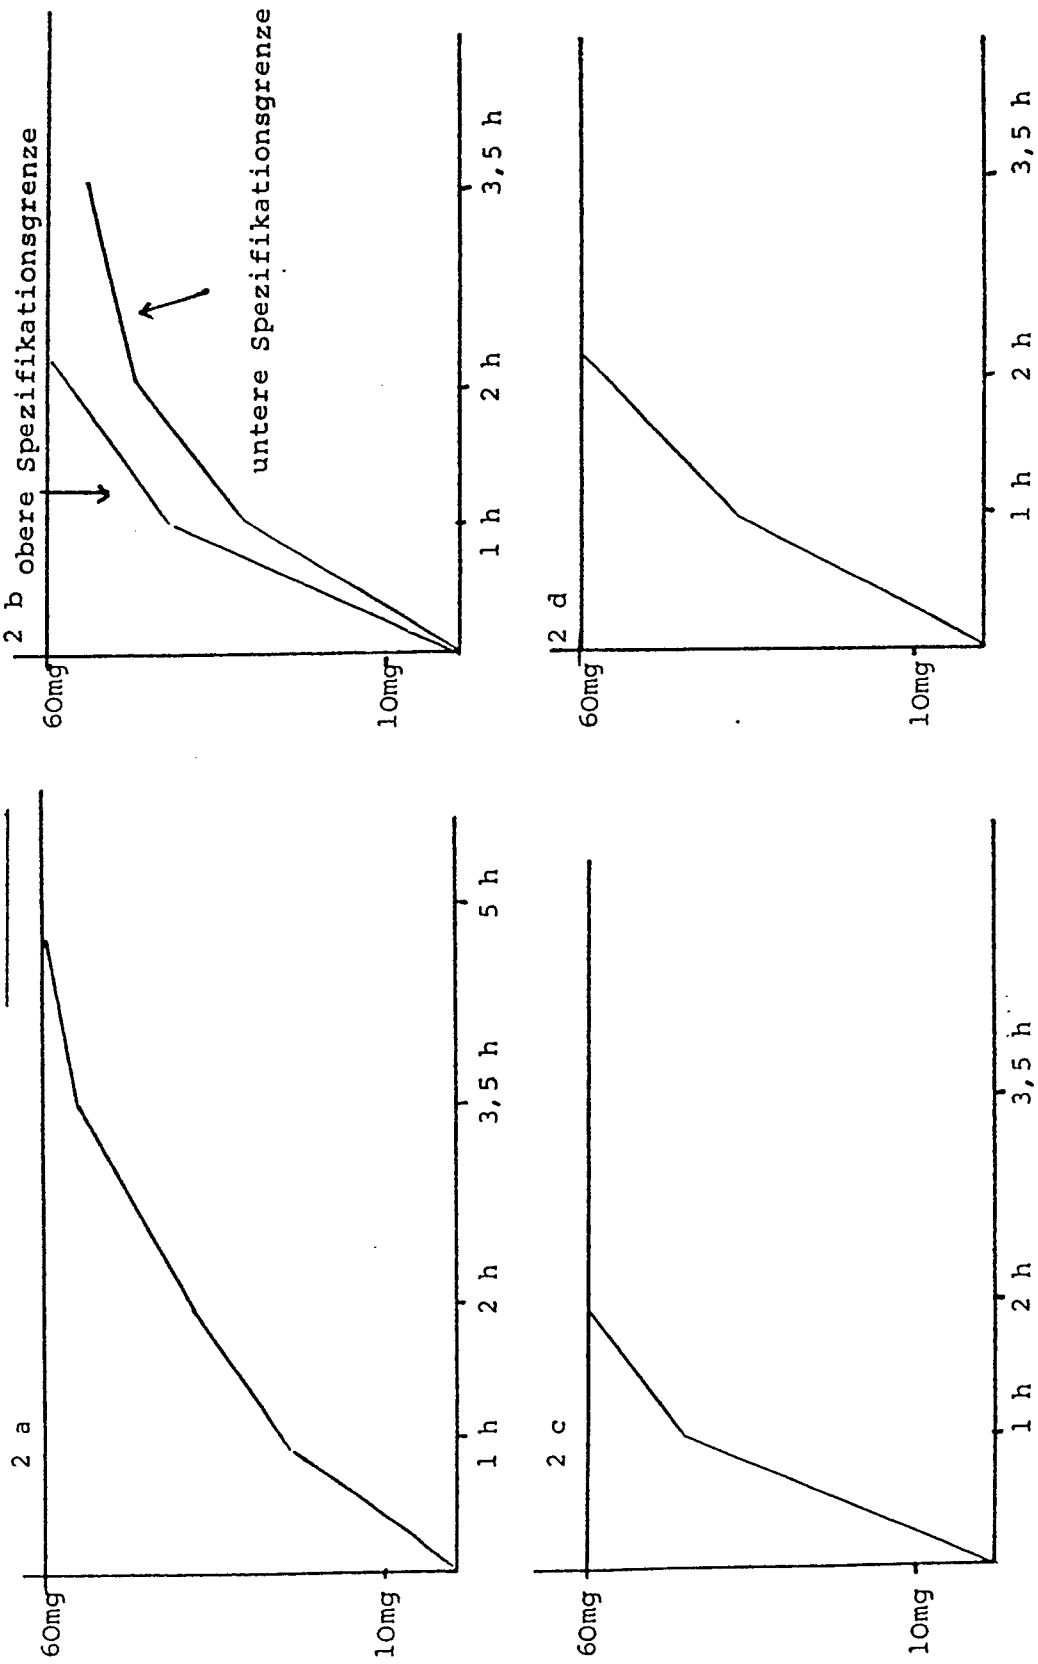 2 a
60mg
10mg
1 h
2 h
3,5 h
5 h
2 b
obere Spezifikationsgrenze
60mg
untere Spezifikationsgrenze
10mg
1 h
2 h
3,5 h
2 c
60mg
10mg
1 h
2 h
3,5 h
2 d
60mg
10mg
1 h
2 h
3,5 h